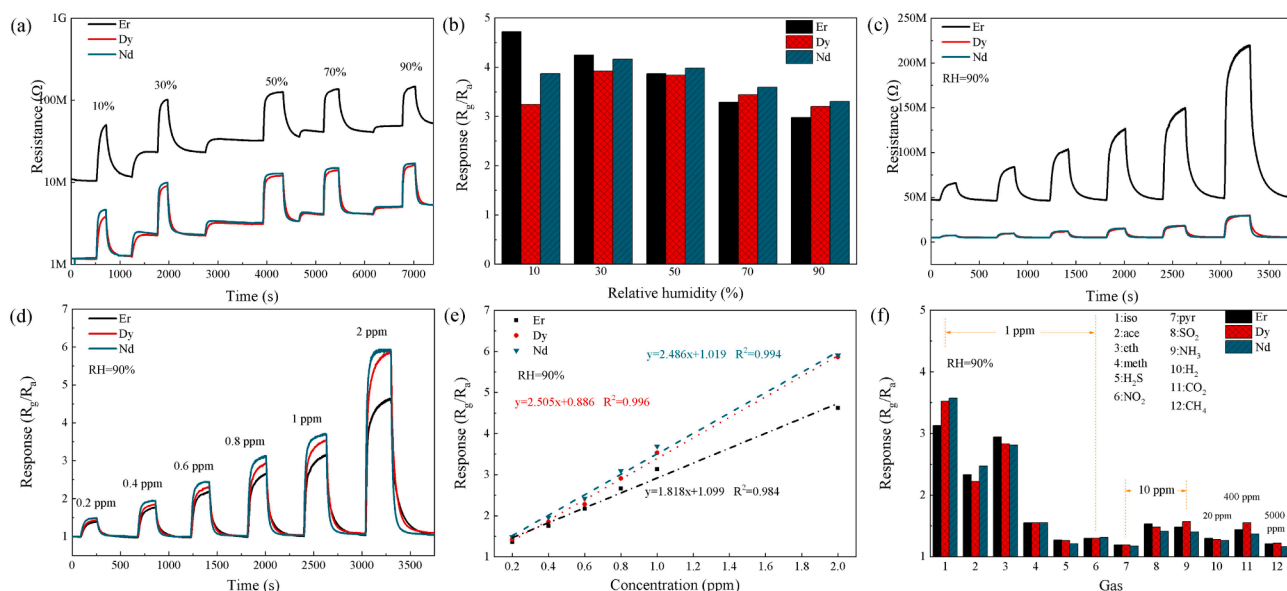 (a)
Er
Dy
Nd
1G
100M
10M
1M
10%
30%
50%
70%
90%
Resistance (Ω)
0
1000
2000
3000
4000
5000
6000
7000
Time (s)
(b)
Er
Dy
Nd
5
4
3
2
1
0
Response (Rg/Ra)
10
30
50
70
90
Relative humidity (%)
(c)
Er
Dy
Nd
RH=90%
250M
200M
150M
100M
50M
0
Resistance (Ω)
0
500
1000
1500
2000
2500
3000
3500
Time (s)
(d)
Er
Dy
Nd
RH=90%
7
6
5
4
3
2
1
Response (Rg/Ra)
0.2 ppm
0.4 ppm
0.6 ppm
0.8 ppm
1 ppm
2 ppm
0
500
1000
1500
2000
2500
3000
3500
Time (s)
(e)
Er
Dy
Nd
RH=90%
y=2.486x+1.019 R²=0.994
y=2.505x+0.886 R²=0.996
y=1.818x+1.099 R²=0.984
7
6
5
4
3
2
1
Response (Rg/Ra)
0.2
0.4
0.6
0.8
1.0
1.2
1.4
1.6
1.8
2.0
Concentration (ppm)
(f)
1 ppm
RH=90%
1:iso
2:ace
3:eth
4:meth
5:H₂S
6:NO₂
7:pyr
8:SO₂
9:NH₃
10:H₂
11:CO₂
12:CH₄
Er
Dy
Nd
10 ppm
20 ppm
400 ppm
5000
ppm
5
4
3
2
1
Response (Rg/Ra)
1
2
3
4
5
6
7
8
9
10
11
12
Gas